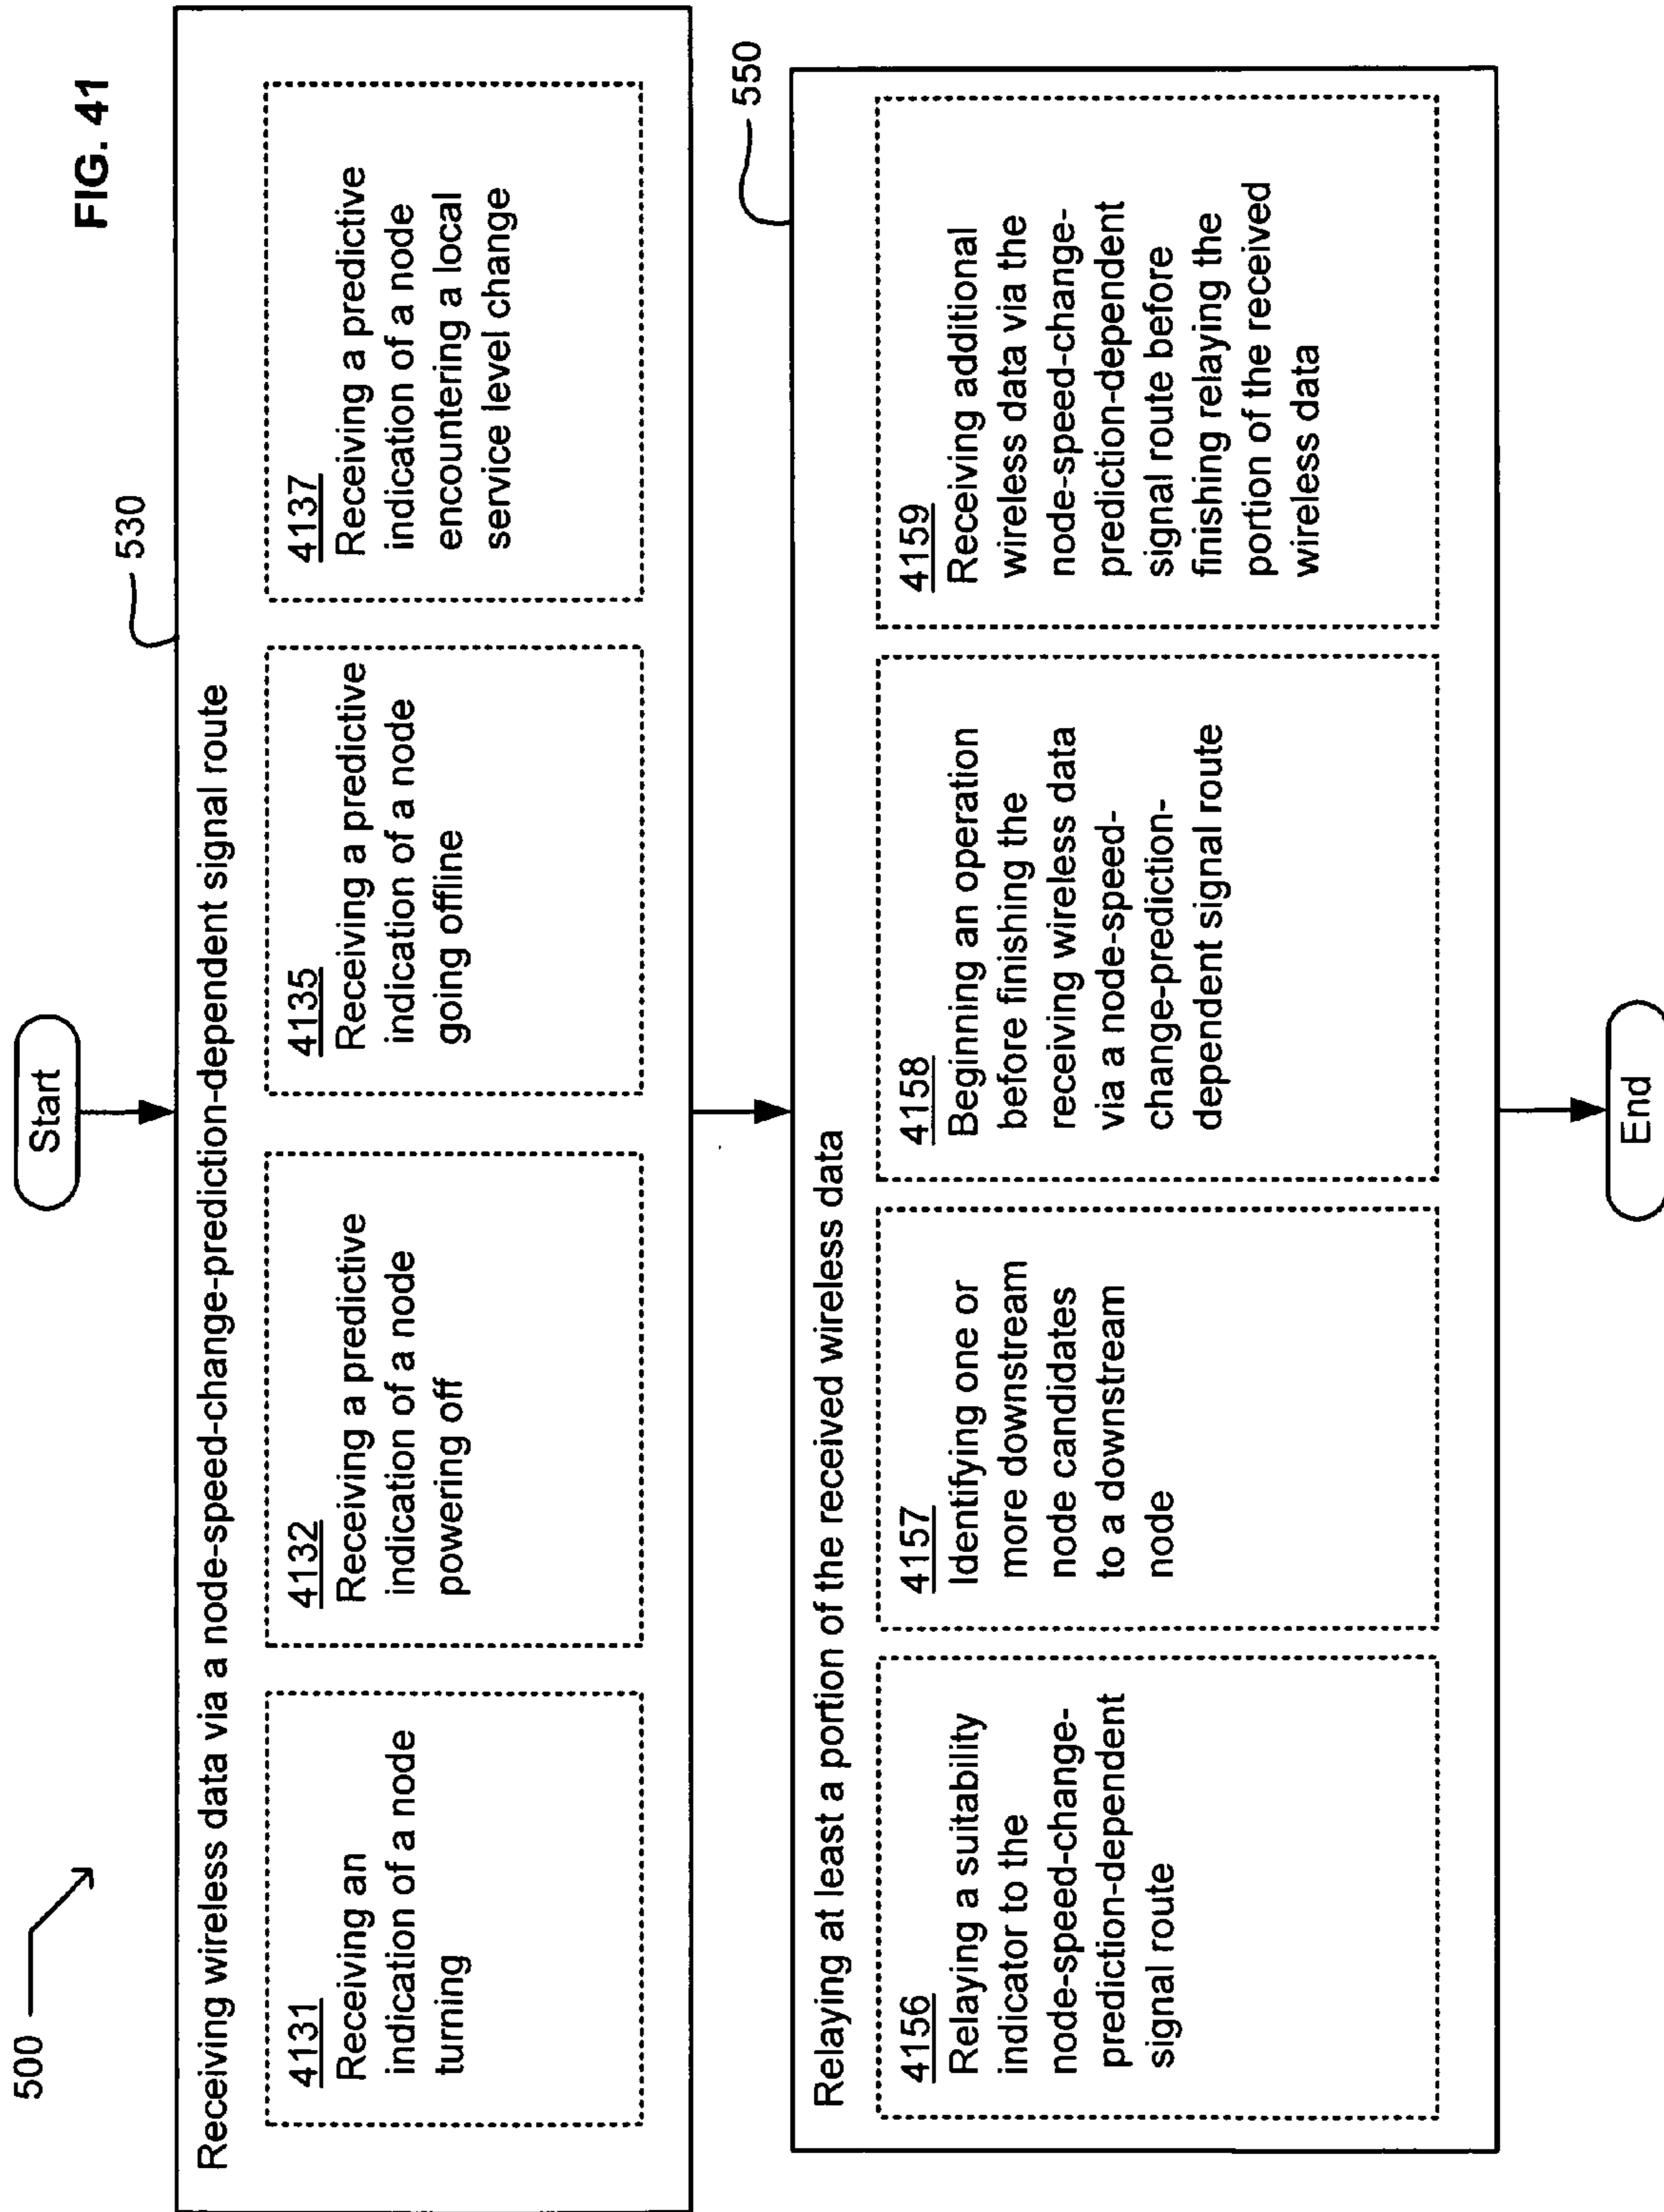 FIG. 41
500
Start
530
Receiving wireless data via a node-speed-change-prediction-dependent signal route
4131
Receiving an
indication of a node
turning
4132
Receiving a predictive
indication of a node
powering off
4135
Receiving a predictive
indication of a node
going offline
4137
Receiving a predictive
indication of a node
encountering a local
service level change
550
Relaying at least a portion of the received wireless data
4156
Relaying a suitability
indicator to the
node-speed-change-
prediction-dependent
signal route
4157
Identifying one or
more downstream
node candidates
to a downstream
node
4158
Beginning an operation
before finishing the
receiving wireless data
via a node-speed-
change-prediction-
dependent signal route
4159
Receiving additional
wireless data via the
node-speed-change-
prediction-dependent
signal route before
finishing relaying the
portion of the received
wireless data
End